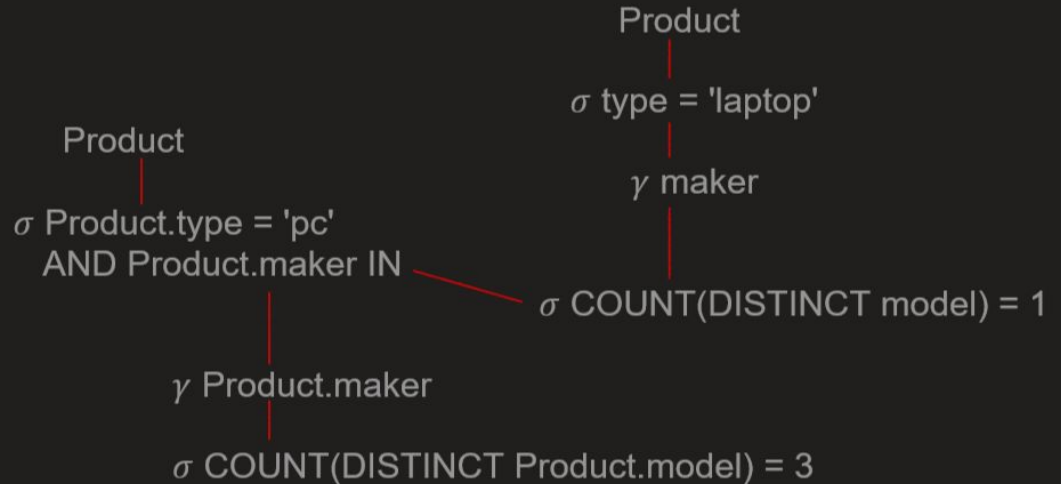 Product
σ type = 'laptop'
Product
γ maker
σ Product.type = 'pc'
AND Product.maker IN
σ COUNT(DISTINCT model) = 1
γ Product.maker
σ COUNT(DISTINCT Product.model) = 3